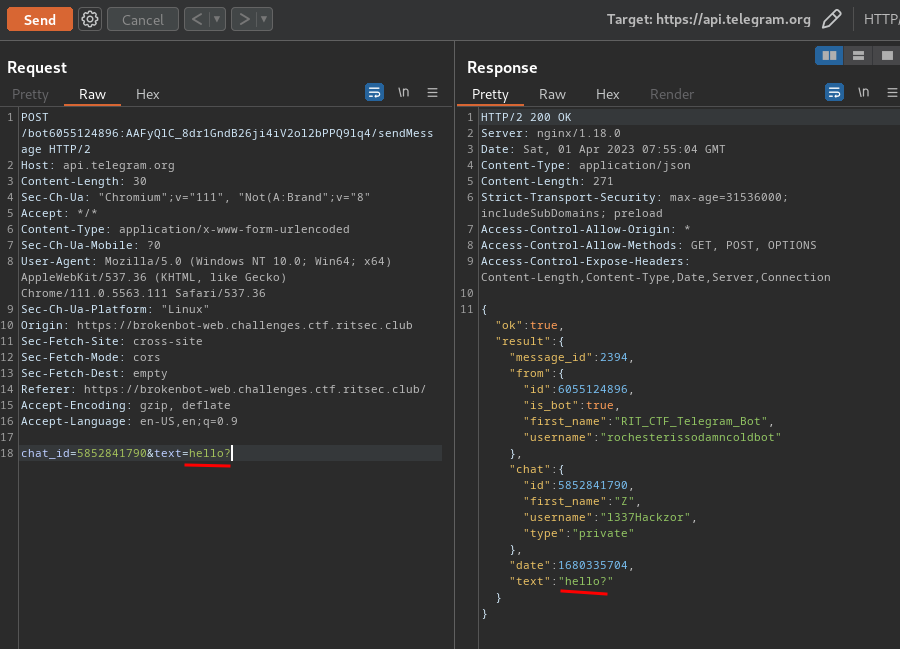 Send Cancel < ▼ > ▼ Target: https://api.telegram.org HTTP/
Request
Pretty Raw Hex \n
1 POST
/bot6055124896:AAFyQlC_8dr1GndB26ji4iV2ol2bPPQ9lq4/sendMess
age HTTP/2
2 Host: api.telegram.org
3 Content-Length: 30
4 Sec-Ch-Ua: "Chromium";v="111", "Not(A:Brand";v="8"
5 Accept: */*
6 Content-Type: application/x-www-form-urlencoded
7 Sec-Ch-Ua-Mobile: ?0
8 User-Agent: Mozilla/5.0 (Windows NT 10.0; Win64; x64)
AppleWebKit/537.36 (KHTML, like Gecko)
Chrome/111.0.5563.111 Safari/537.36
9 Sec-Ch-Ua-Platform: "Linux"
10 Origin: https://brokenbot-web.challenges.ctf.ritsec.club
11 Sec-Fetch-Site: cross-site
12 Sec-Fetch-Mode: cors
13 Sec-Fetch-Dest: empty
14 Referer: https://brokenbot-web.challenges.ctf.ritsec.club/
15 Accept-Encoding: gzip, deflate
16 Accept-Language: en-US,en;q=0.9
17
18 chat_id=5852841790&text=hello?
Response
Pretty Raw Hex Render \n
1 HTTP/2 200 OK
2 Server: nginx/1.18.0
3 Date: Sat, 01 Apr 2023 07:55:04 GMT
4 Content-Type: application/json
5 Content-Length: 271
6 Strict-Transport-Security: max-age=31536000;
includeSubDomains; preload
7 Access-Control-Allow-Origin: *
8 Access-Control-Allow-Methods: GET, POST, OPTIONS
9 Access-Control-Expose-Headers:
Content-Length,Content-Type,Date,Server,Connection
10
11 {
"ok":true,
"result":{
"message_id":2394,
"from":{
"id":6055124896,
"is_bot":true,
"first_name":"RIT_CTF_Telegram_Bot",
"username":"rochesterissodamncoldbot"
},
"chat":{
"id":5852841790,
"first_name":"Z",
"username":"l337Hackzor",
"type":"private"
},
"date":1680335704,
"text":"hello?"
}
}